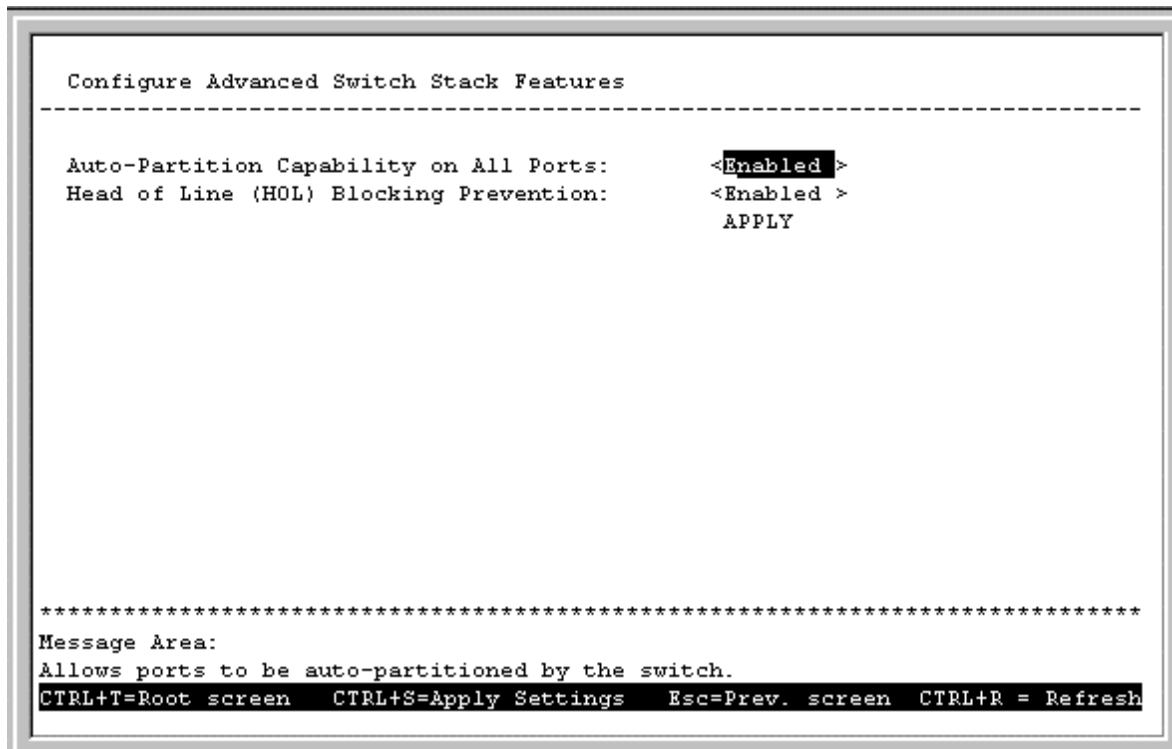 Configure Advanced Switch Stack Features
-------------------------------------------------------------------------------
Auto-Partition Capability on All Ports: <Enabled >
Head of Line (HOL) Blocking Prevention: <Enabled >
APPLY
*******************************************************************************
Message Area:
Allows ports to be auto-partitioned by the switch.
CTRL+T=Root screen CTRL+S=Apply Settings Esc=Prev. screen CTRL+R = Refresh